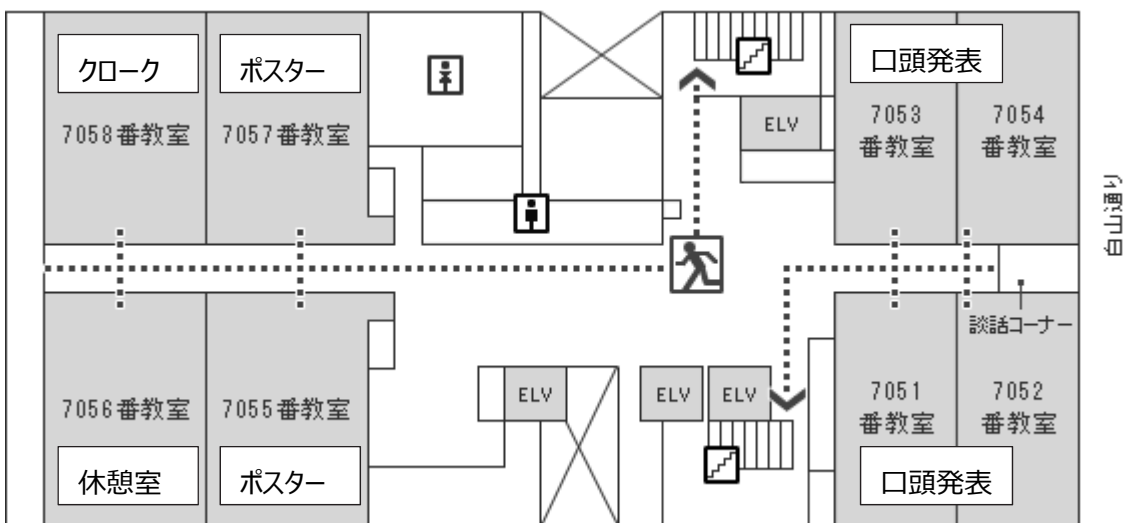 クローク
7058番教室
ポスター
7057番教室
ELV
口頭発表
7053
番教室
7054
番教室
白山通り
談話コーナー
7056番教室
休憩室
7055番教室
ポスター
ELV
ELV
ELV
7051
番教室
7052
番教室
口頭発表